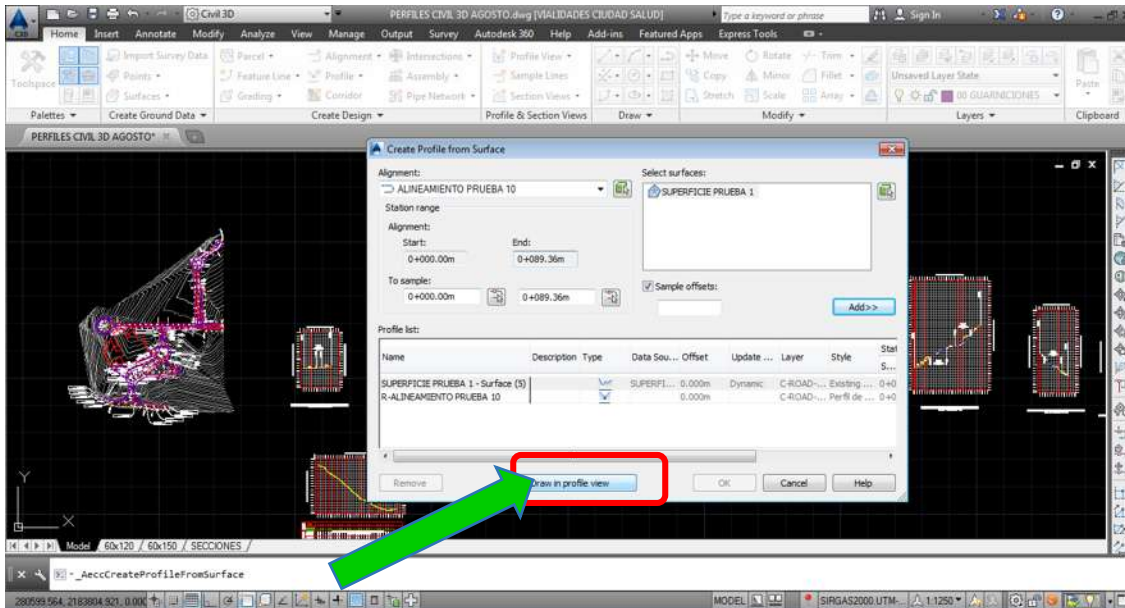 Civil 3D
PERFILES CIVIL 3D AGOSTO.dwg [VIALIDADES CIUDAD SALUD]
Type a keyword or phrase
Sign In
Home Insert Annotate Modify Analyze View Manage Output Survey Autodesk 360 Help Add-ins Featured Apps Express Tools
Toolspace
Import Survey Data
Points
Surfaces
Parcel
Feature Line
Grading
Alignment
Profile
Corridor
Intersections
Assembly
Pipe Network
Profile View
Sample Lines
Section Views
Move
Copy
Stretch
Rotate
Mirror
Scale
Trim
Fillet
Array
Unsaved Layer State
00 GUARNICIONES
Paste
Palettes Create Ground Data Create Design Profile & Section Views Draw Modify Layers Clipboard
PERFILES CIVIL 3D AGOSTO*
Create Profile from Surface
Alignment:
ALINEAMIENTO PRUEBA 10
Station range
Alignment:
Start: End:
0+000.00m 0+089.36m
To sample:
0+000.00m 0+089.36m
Select surfaces:
SUPERFICIE PRUEBA 1
Sample offsets:
Add>>
Profile list:
Name Description Type Data Sou... Offset Update ... Layer Style Stat
S...
SUPERFICIE PRUEBA 1 - Surface (5) SUPERFI... 0.000m Dynamic C-ROAD-... Existing ... 0+0
R-ALINEAMIENTO PRUEBA 10 0.000m C-ROAD-... Perfil de ... 0+0
Remove Draw in profile view OK Cancel Help
Y
X
Model 60x120 60x150 SECCIONES
_AeccCreateProfileFromSurface
280599.564, 2183804.921, 0.000 MODEL SIRGAS2000 UTM-... 1:1250